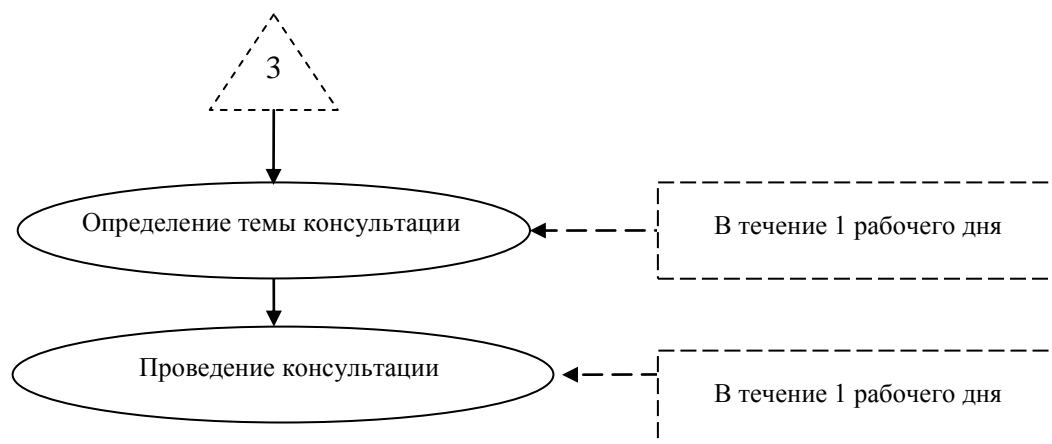 3
Определение темы консультации
В течение 1 рабочего дня
Проведение консультации
В течение 1 рабочего дня